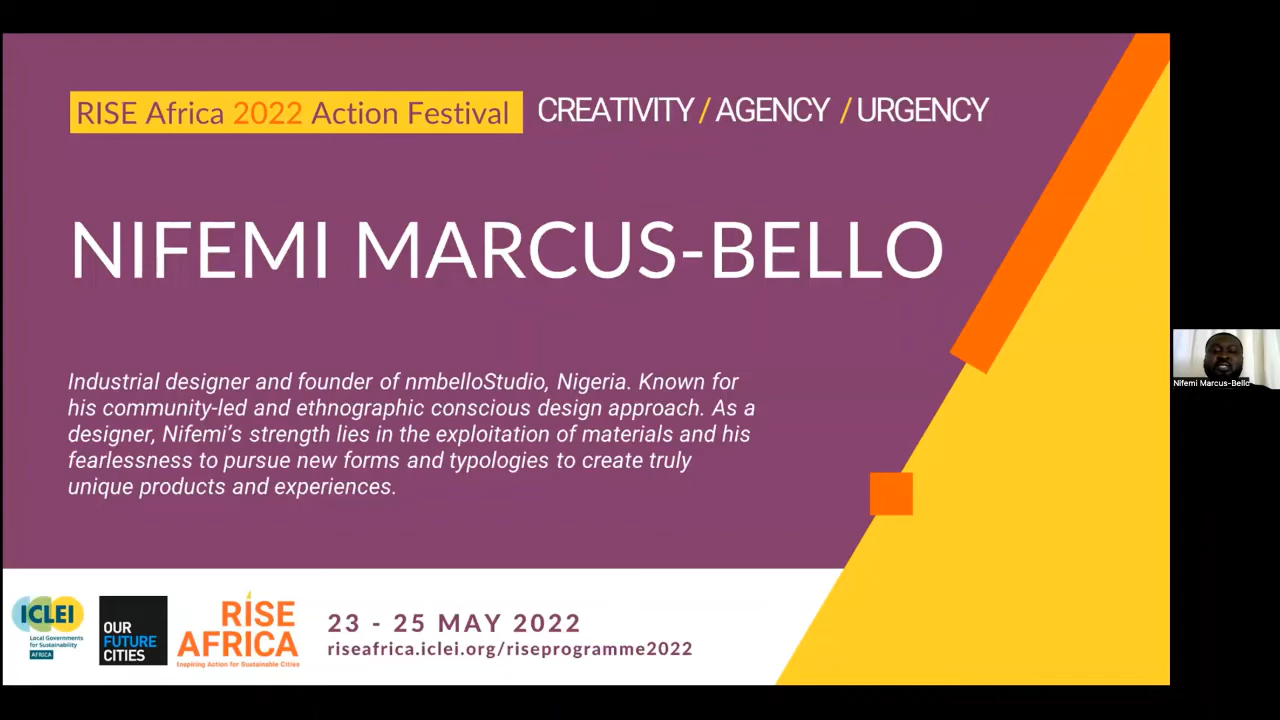 RISE Africa 2022 Action Festival CREATIVITY / AGENCY / URGENCY
NIFEMI MARCUS-BELLO
Industrial designer and founder of nmbelloStudio, Nigeria. Known for
his community-led and ethnographic conscious design approach. As a
designer, Nifemi's strength lies in the exploitation of materials and his
fearlessness to pursue new forms and typologies to create truly
unique products and experiences.
Nifemi Marcus-Bello
ICLEI
Local Governments
for Sustainability
AFRICA
OUR
FUTURE
CITIES
RISE
AFRICA
Inspiring Action for Sustainable Cities
23 - 25 MAY 2022
riseafrica.iclei.org/riseprogramme2022